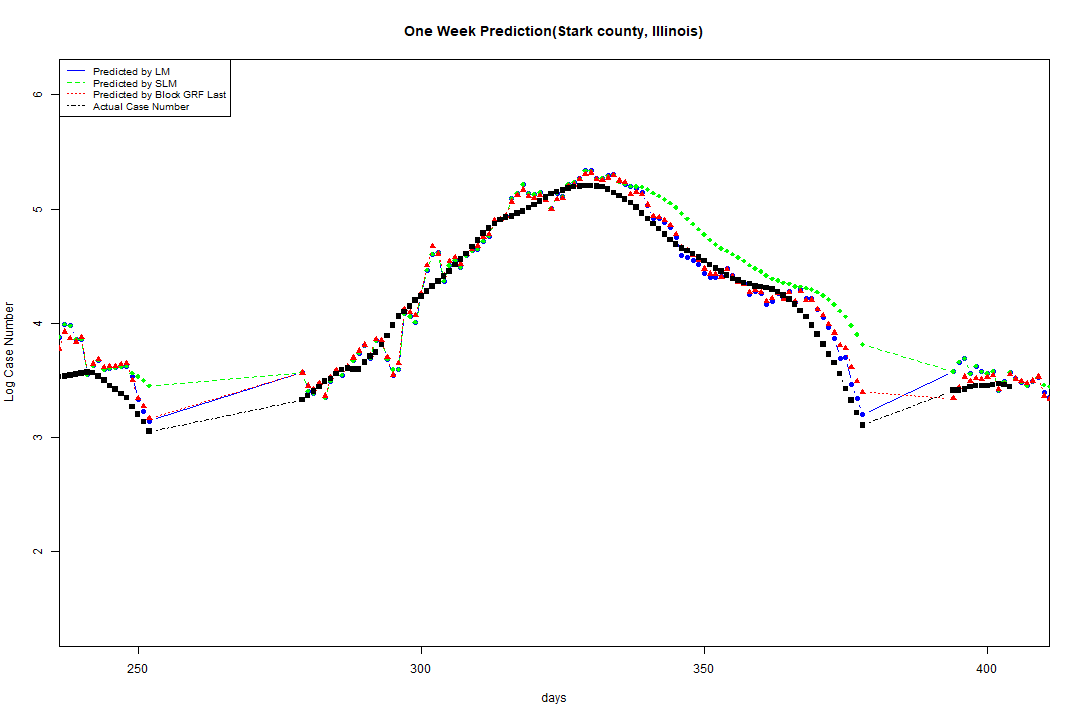 One Week Prediction(Stark county, Illinois)
Predicted by LM
Predicted by SLM
Predicted by Block GRF Last
Actual Case Number
6
5
4
3
2
Log Case Number
250 300 350 400
days